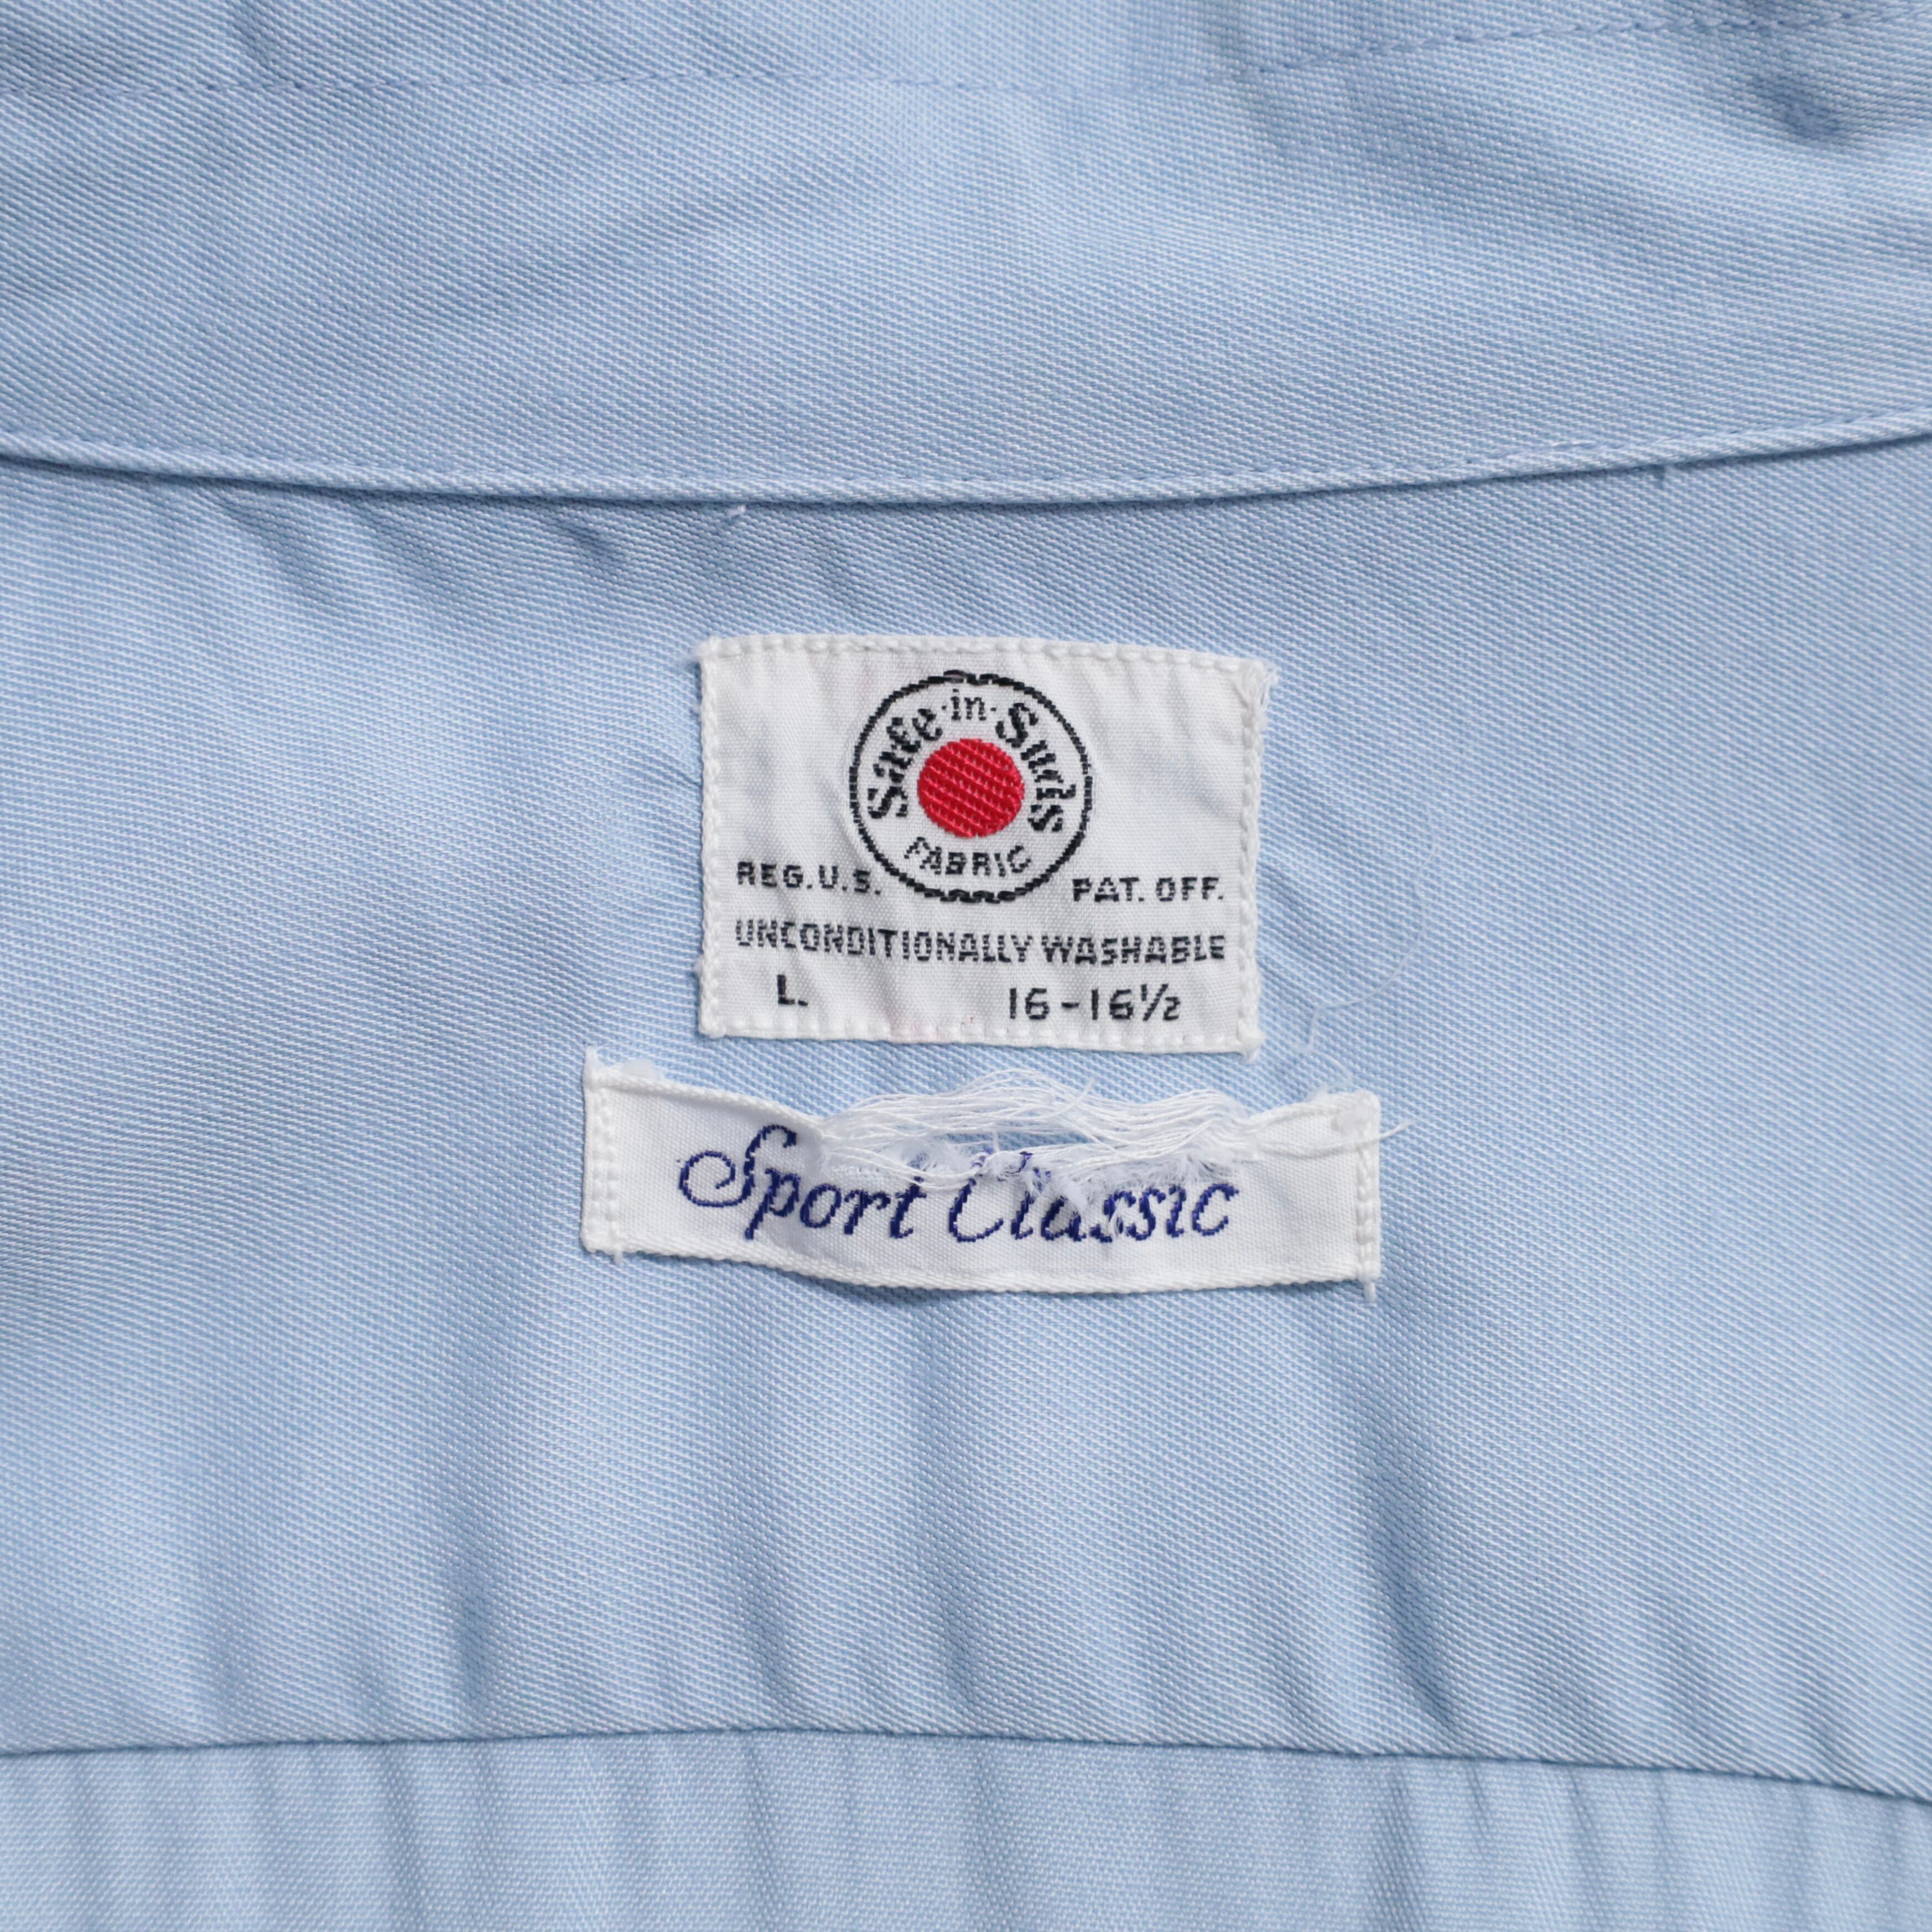 Safe·in·Suds
FABRIC
REG. U.S. PAT. OFF.
UNCONDITIONALLY WASHABLE
L. 16-16½
Sport Classic